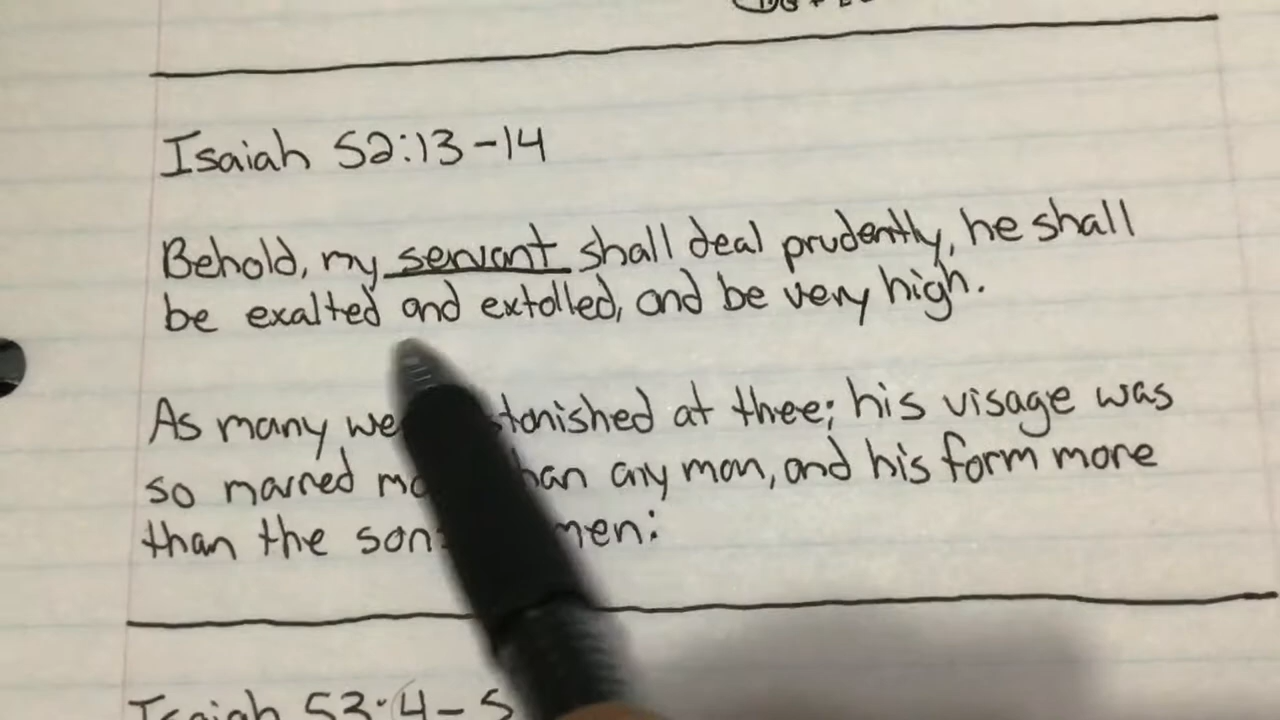 Isaiah 52:13-14
Behold, my servant shall deal prudently, he shall
be exalted and extolled, and be very high.
As many we tonished at thee; his visage was
so marred mo han any man, and his form more
than the son men:
Isaiah 53:4-5